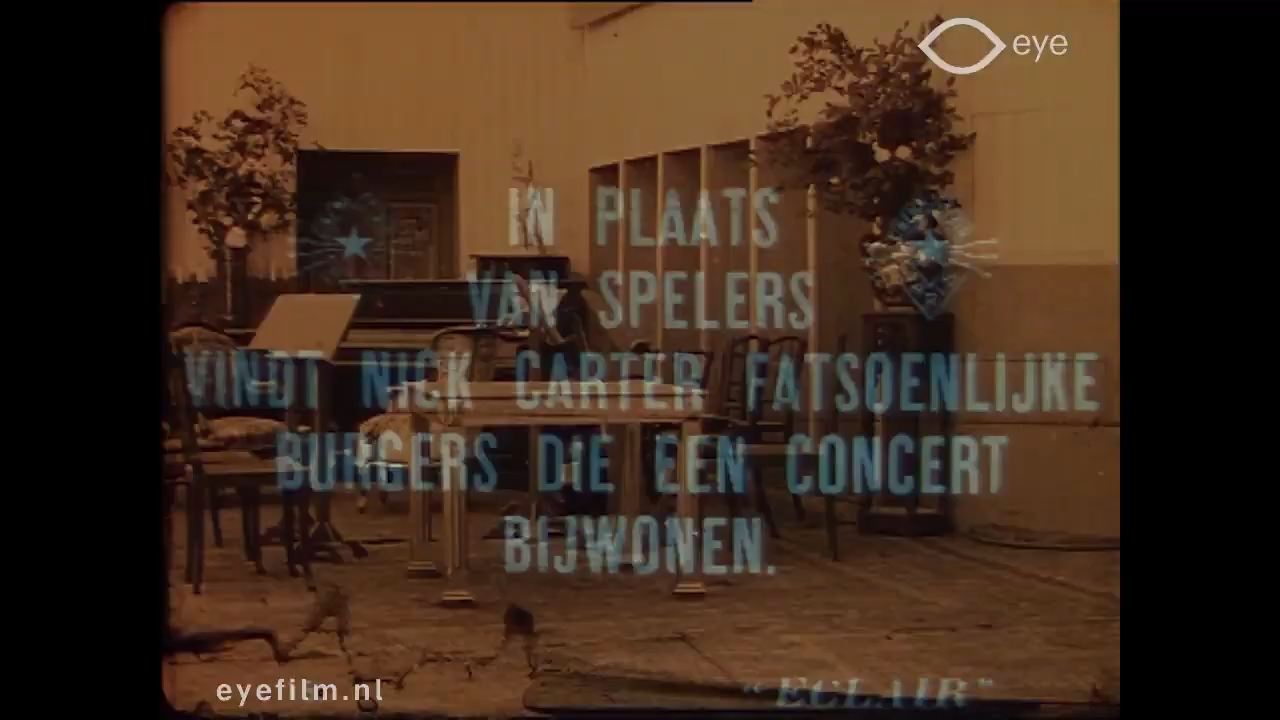 eye
IN PLAATS
VAN SPELERS
VINDT NICK CARTER FATSOENLIJKE
BURGERS DIE EEN CONCERT
BIJWONEN.
"ECLAIR"
eyefilm.nl